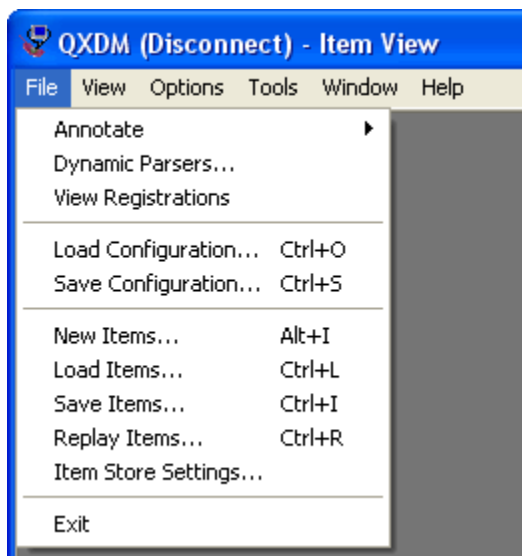 QXDM (Disconnect) - Item View
File View Options Tools Window Help
Annotate
Dynamic Parsers...
View Registrations
Load Configuration... Ctrl+O
Save Configuration... Ctrl+S
New Items... Alt+I
Load Items... Ctrl+L
Save Items... Ctrl+I
Replay Items... Ctrl+R
Item Store Settings...
Exit